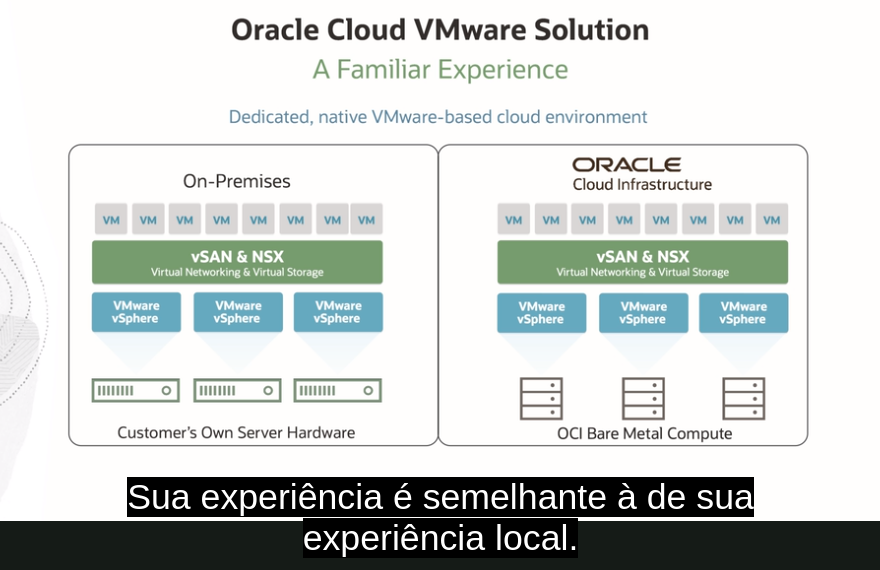 Oracle Cloud VMware Solution
A Familiar Experience
Dedicated, native VMware-based cloud environment
On-Premises
VM VM VM VM VM VM VM VM
vSAN & NSX
Virtual Networking & Virtual Storage
VMware VMware VMware
vSphere vSphere vSphere
Customer's Own Server Hardware
ORACLE
Cloud Infrastructure
VM VM VM VM VM VM VM VM
vSAN & NSX
Virtual Networking & Virtual Storage
VMware VMware VMware
vSphere vSphere vSphere
OCI Bare Metal Compute
Sua experiência é semelhante à de sua
experiência local.